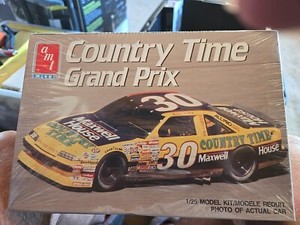 amt
ERTL
Country Time
Grand Prix
30
Maxwell
House
30
COUNTRY TIME
Maxwell House
1/25 MODEL KIT/MODELE REDUIT
PHOTO OF ACTUAL CAR